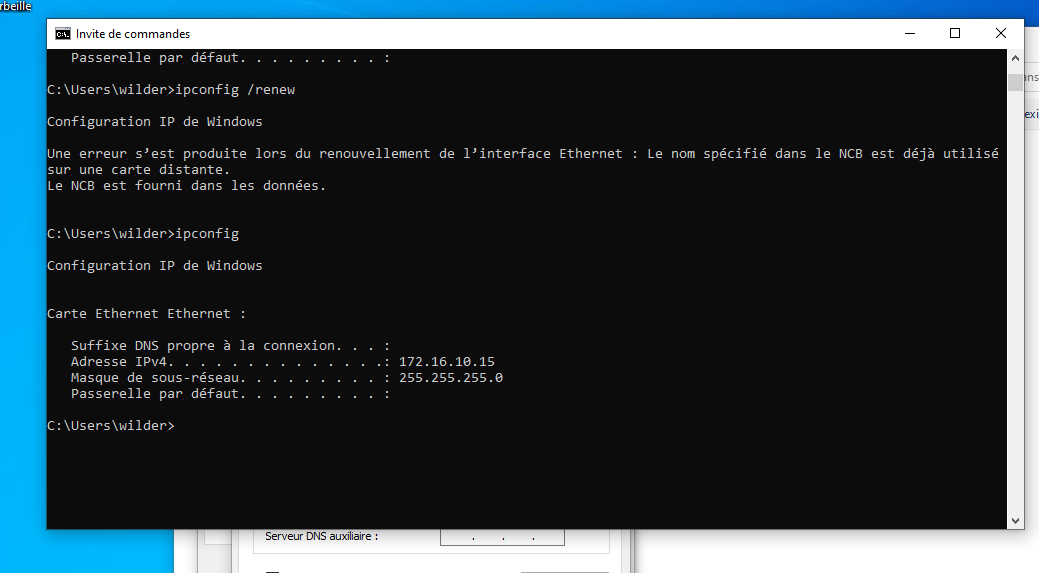 rbeille
Invite de commandes
Passerelle par défaut. . . . . . . . . :
C:\Users\wilder>ipconfig /renew
Configuration IP de Windows
Une erreur s’est produite lors du renouvellement de l’interface Ethernet : Le nom spécifié dans le NCB est déjà utilisé
sur une carte distante.
Le NCB est fourni dans les données.
C:\Users\wilder>ipconfig
Configuration IP de Windows
Carte Ethernet Ethernet :
Suffixe DNS propre à la connexion. . . :
Adresse IPv4. . . . . . . . . . . . . .: 172.16.10.15
Masque de sous-réseau. . . . . . . . . : 255.255.255.0
Passerelle par défaut. . . . . . . . . :
C:\Users\wilder>
Serveur DNS auxiliaire :
. . .
ans
exi